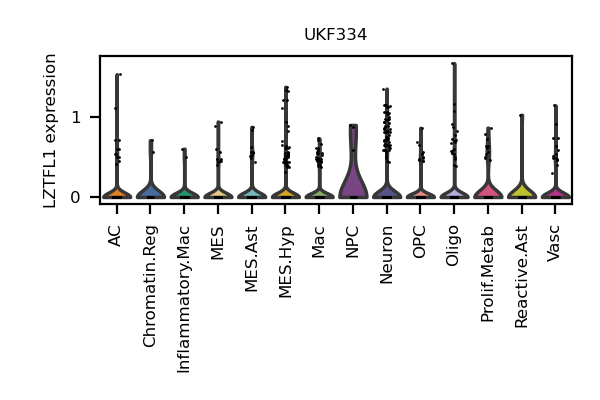 UKF334
LZTFL1 expression
1
0
AC
Chromatin.Reg
Inflammatory.Mac
MES
MES.Ast
MES.Hyp
Mac
NPC
Neuron
OPC
Oligo
Prolif.Metab
Reactive.Ast
Vasc